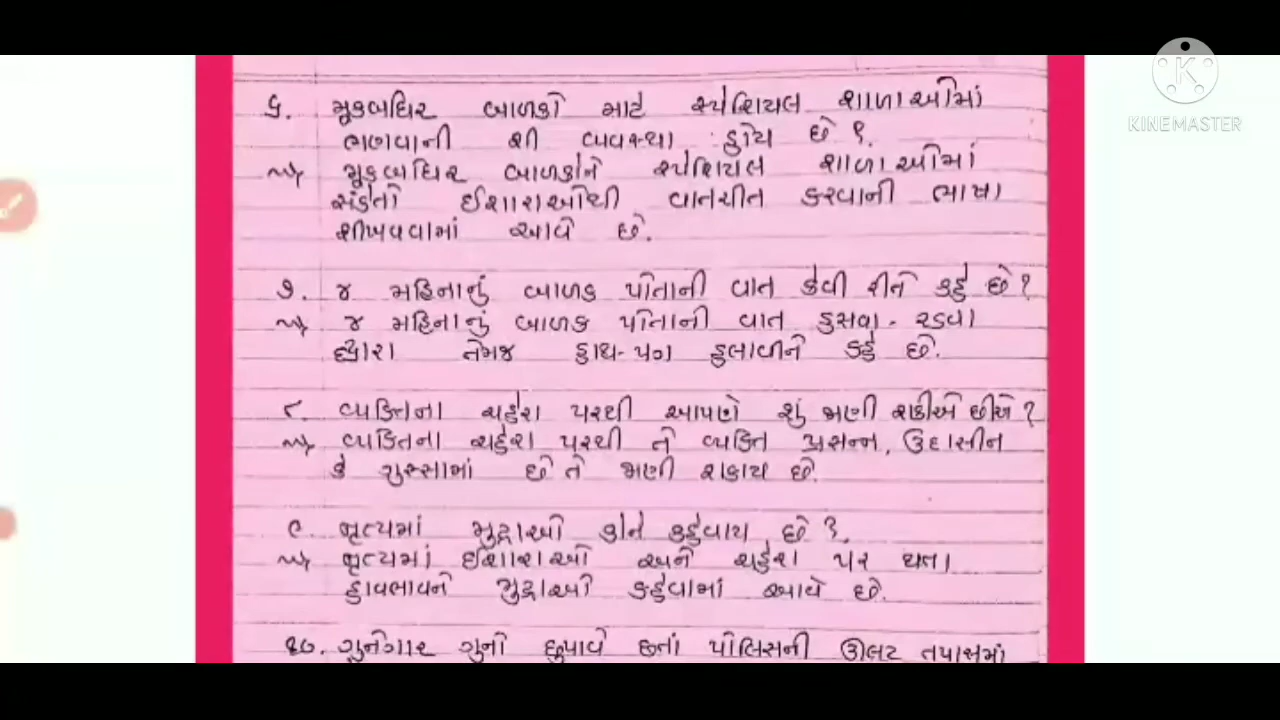 KINEMASTER
૬. મૂકબધિર બાળકો માટે સ્પેશિયલ શાળાઓમાં
ભણવાની શી વ્યવસ્થા હોય છે ?
મૂકબધિર બાળકોને સ્પેશિયલ શાળાઓમાં
સંકેતો ઈશારાઓથી વાતચીત કરવાની ભાષા
શીખવવામાં આવે છે.
૭. ૪ મહિનાનું બાળક પોતાની વાત કેવી રીતે કહે છે ?
૪ મહિનાનું બાળક પોતાની વાત હસવા - રડવા
દ્વારા તેમજ હાથ-પગ હલાવીને કહે છે.
૮. વ્યક્તિના ચહેરા પરથી આપણે શું જાણી શકીએ છીએ ?
વ્યક્તિના ચહેરા પરથી તે વ્યક્તિ પ્રસન્ન, ઉદાસીન
કે ગુસ્સામાં છે તે જાણી શકાય છે.
૯. નૃત્યમાં મુદ્રાઓ કોને કહેવાય છે ?
નૃત્યમાં ઈશારાઓ અને ચહેરા પર થતા
હાવભાવને મુદ્રાઓ કહેવામાં આવે છે.
૧૦. ગુનેગાર ગુનો છુપાવે છતાં પોલિસની ઊલટ તપાસમાં